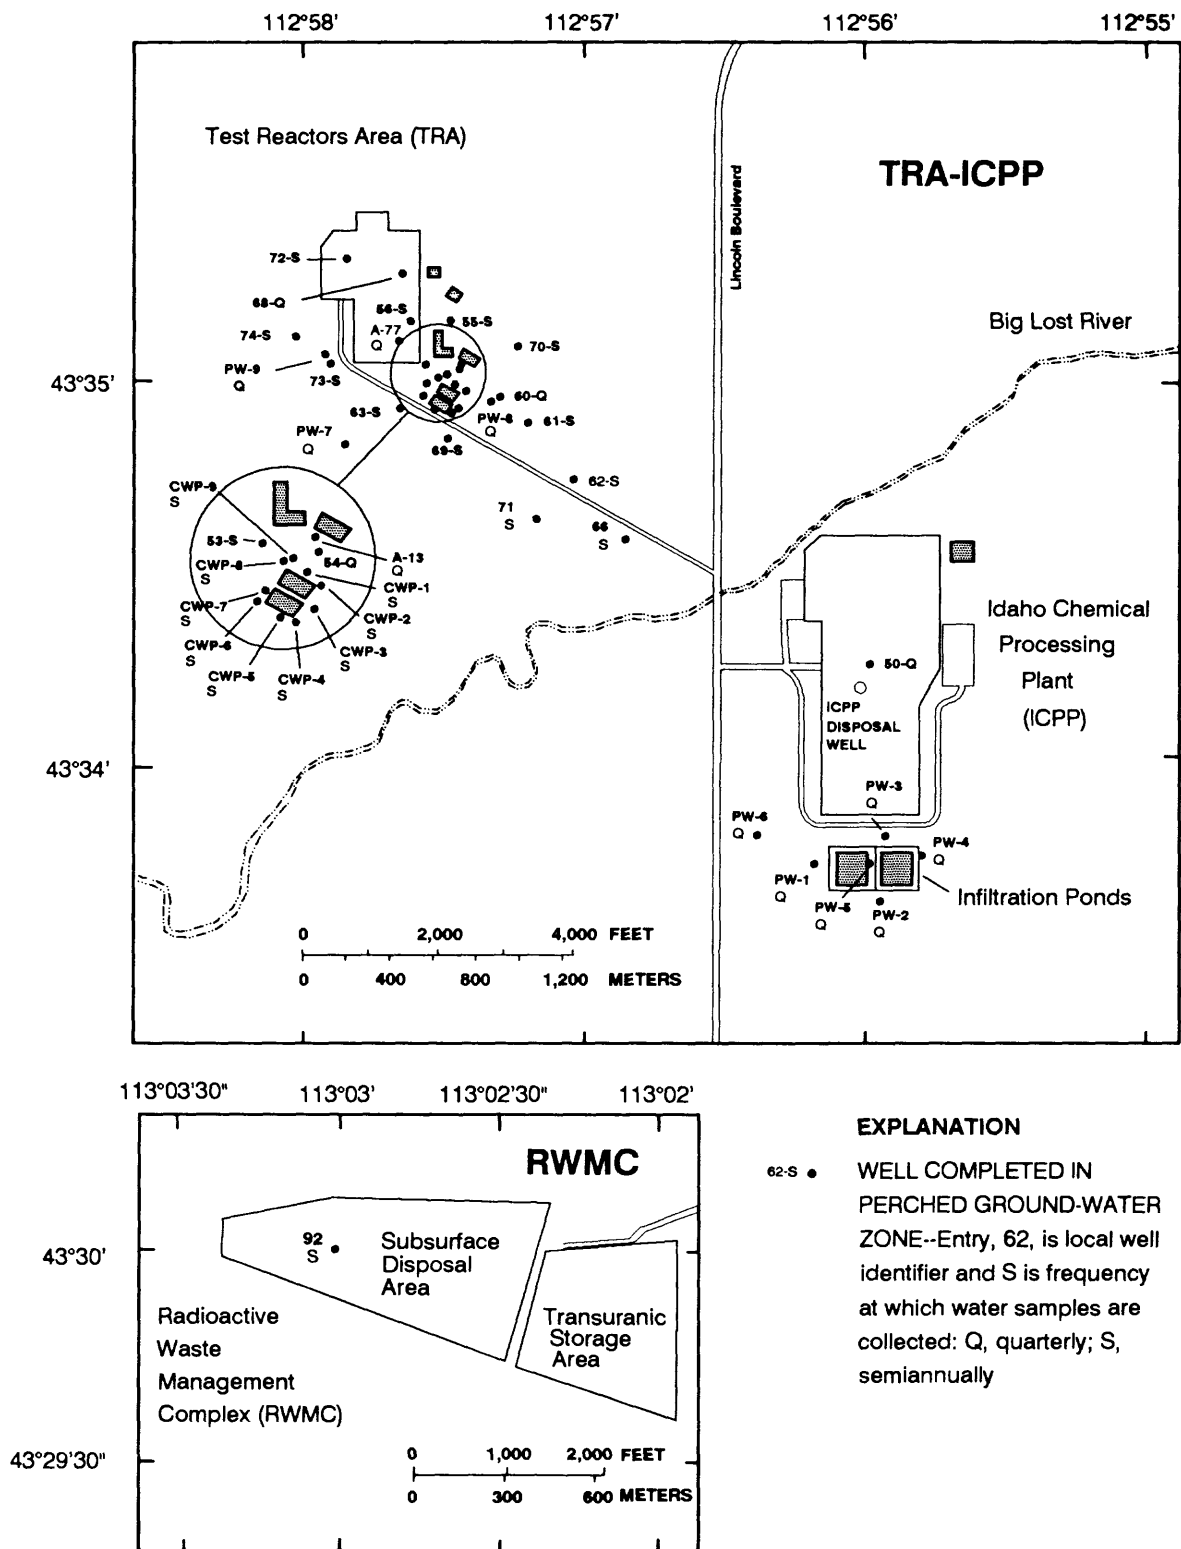 112°58' 112°57' 112°56' 112°55'
Test Reactors Area (TRA)
TRA-ICPP
Lincoln Boulevard
72-S
68-Q
56-S
55-S
A-77
Q
74-S
70-S
Big Lost River
PW-9
Q
73-S
43°35'
60-Q
63-S
PW-8
Q
61-S
PW-7
Q
69-S
62-S
71
S
66
S
CWP-9
S
53-S
A-13
Q
54-Q
CWP-8
S
CWP-1
S
CWP-7
S
CWP-2
S
CWP-6
S
CWP-3
S
CWP-5
S
CWP-4
S
Idaho Chemical
Processing
Plant
(ICPP)
50-Q
ICPP
DISPOSAL
WELL
43°34'
PW-3
Q
PW-6
Q
PW-4
Q
PW-1
Q
PW-5
Q
PW-2
Q
Infiltration Ponds
0 2,000 4,000 FEET
0 400 800 1,200 METERS
113°03'30" 113°03' 113°02'30" 113°02'
RWMC
92
S
Subsurface
Disposal
Area
43°30'
Transuranic
Storage
Area
Radioactive
Waste
Management
Complex (RWMC)
43°29'30"
0 1,000 2,000 FEET
0 300 600 METERS
EXPLANATION
62-S
WELL COMPLETED IN
PERCHED GROUND-WATER
ZONE--Entry, 62, is local well
identifier and S is frequency
at which water samples are
collected: Q, quarterly; S,
semiannually